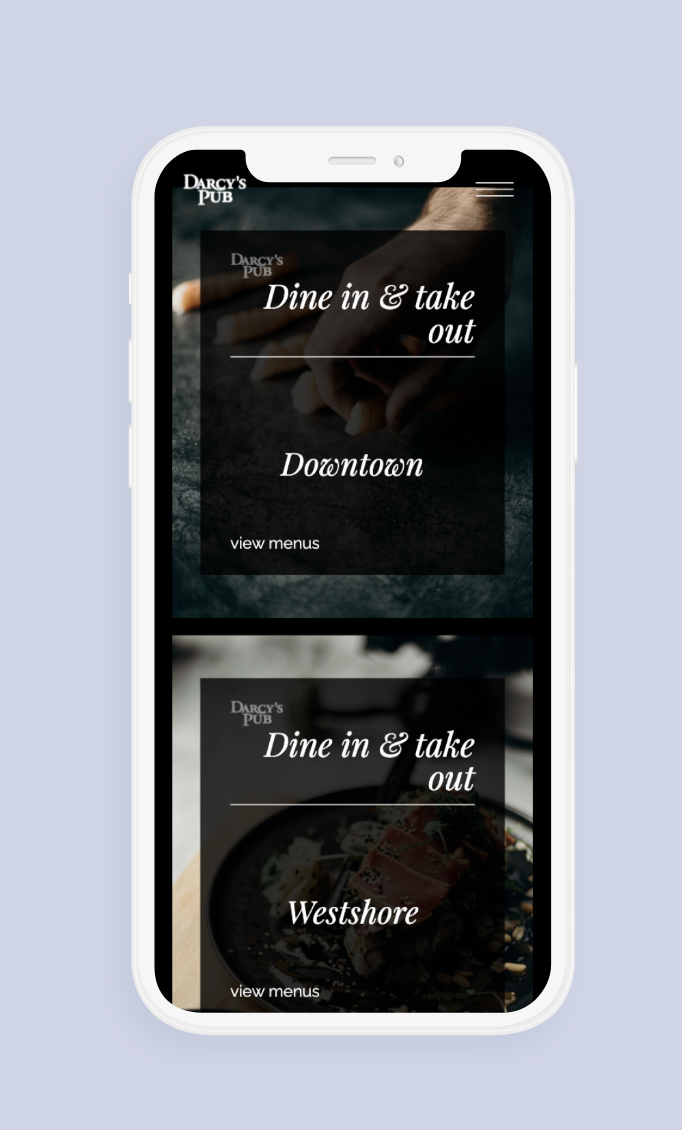 DARCY'S
PUB
DARCY'S
PUB
Dine in & take
out
Downtown
view menus
DARCY'S
PUB
Dine in & take
out
Westshore
view menus